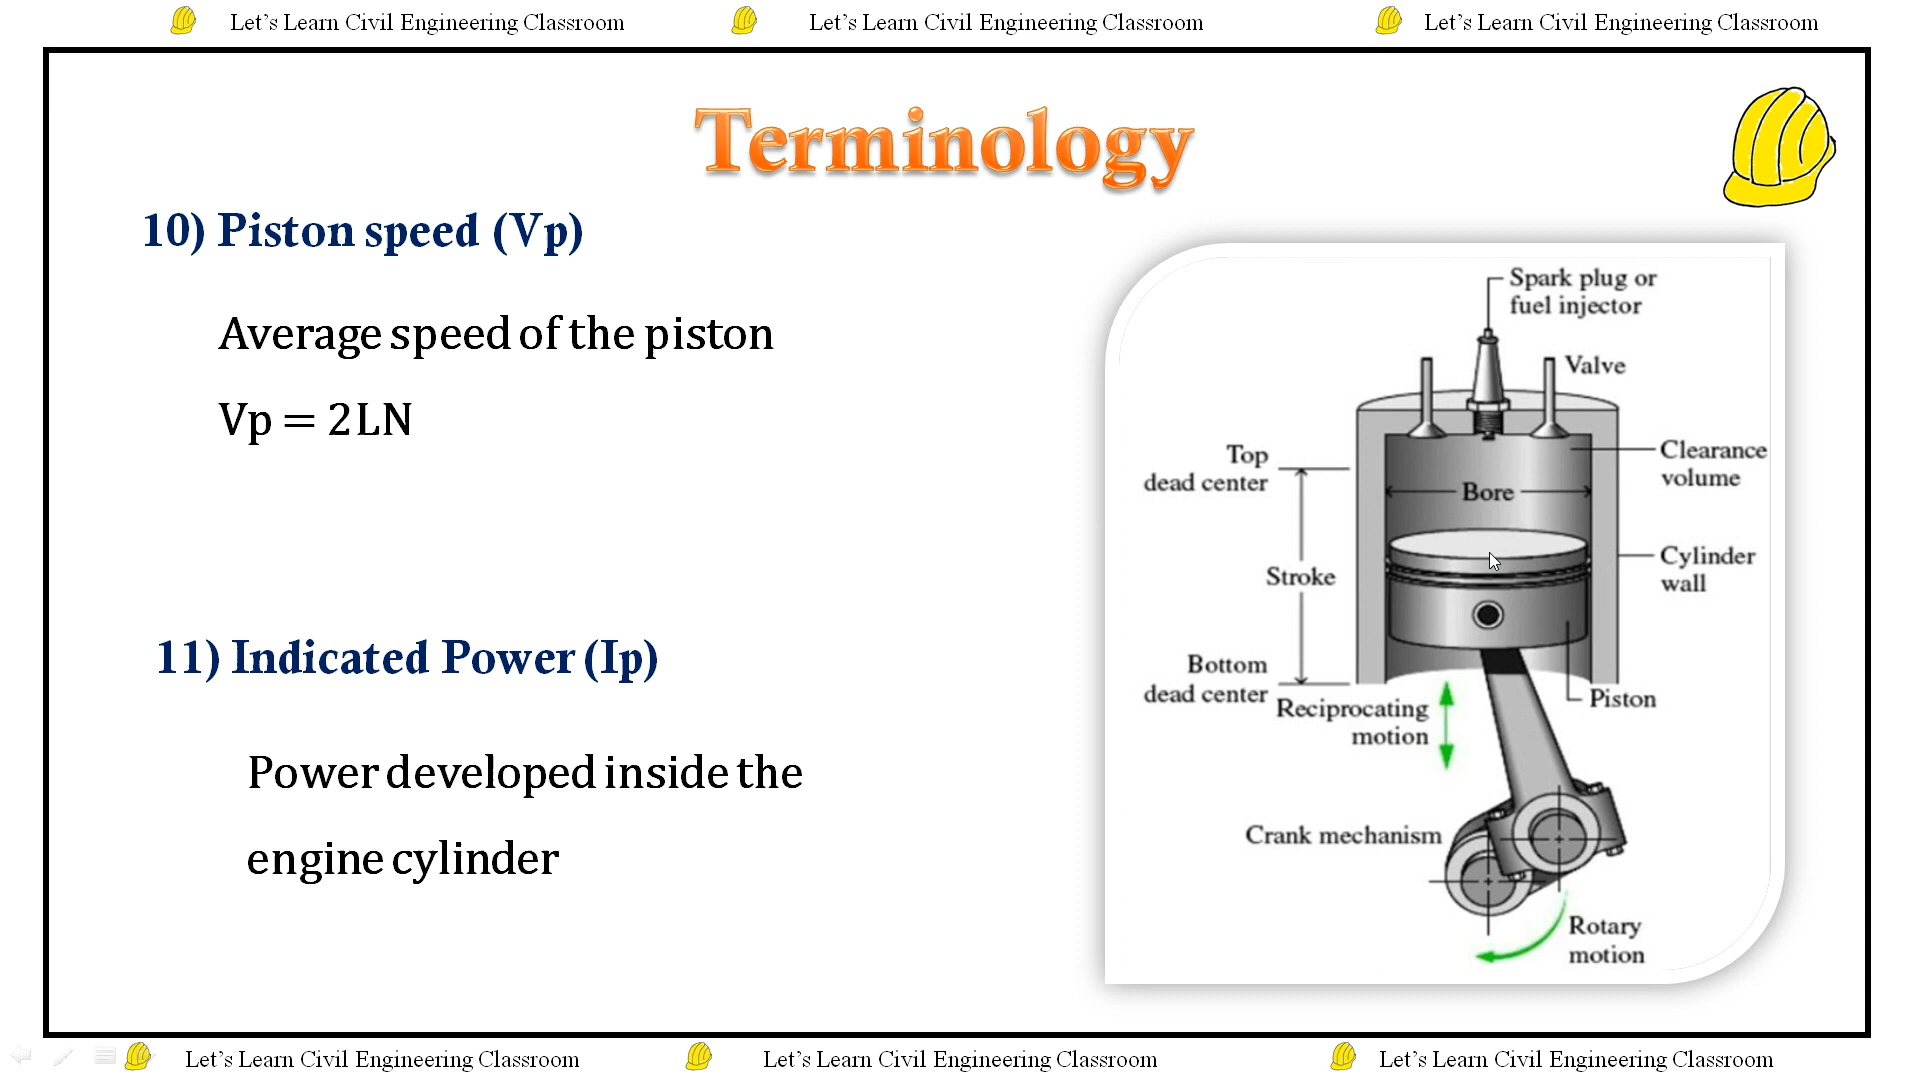 Let's Learn Civil Engineering Classroom
Let's Learn Civil Engineering Classroom
Let's Learn Civil Engineering Classroom
Terminology
10) Piston speed (Vp)
Average speed of the piston
Vp = 2LN
11) Indicated Power (Ip)
Power developed inside the
engine cylinder
Spark plug or
fuel injector
Valve
Top
dead center
Clearance
volume
Bore
Stroke
Cylinder
wall
Bottom
dead center
Piston
Reciprocating
motion
Crank mechanism
Rotary
motion
Let's Learn Civil Engineering Classroom
Let's Learn Civil Engineering Classroom
Let's Learn Civil Engineering Classroom